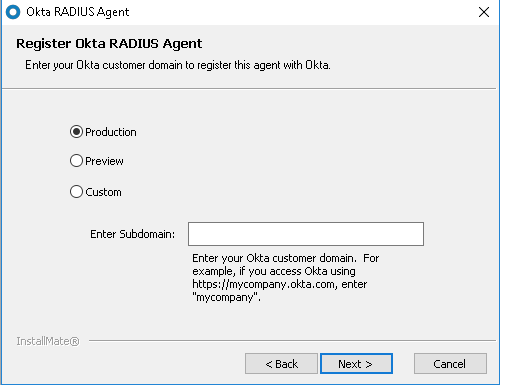 Okta RADIUS Agent
Register Okta RADIUS Agent
Enter your Okta customer domain to register this agent with Okta.
Production
Preview
Custom
Enter Subdomain:
Enter your Okta customer domain. For
example, if you access Okta using
https://mycompany.okta.com, enter
"mycompany".
InstallMate®
< Back
Next >
Cancel